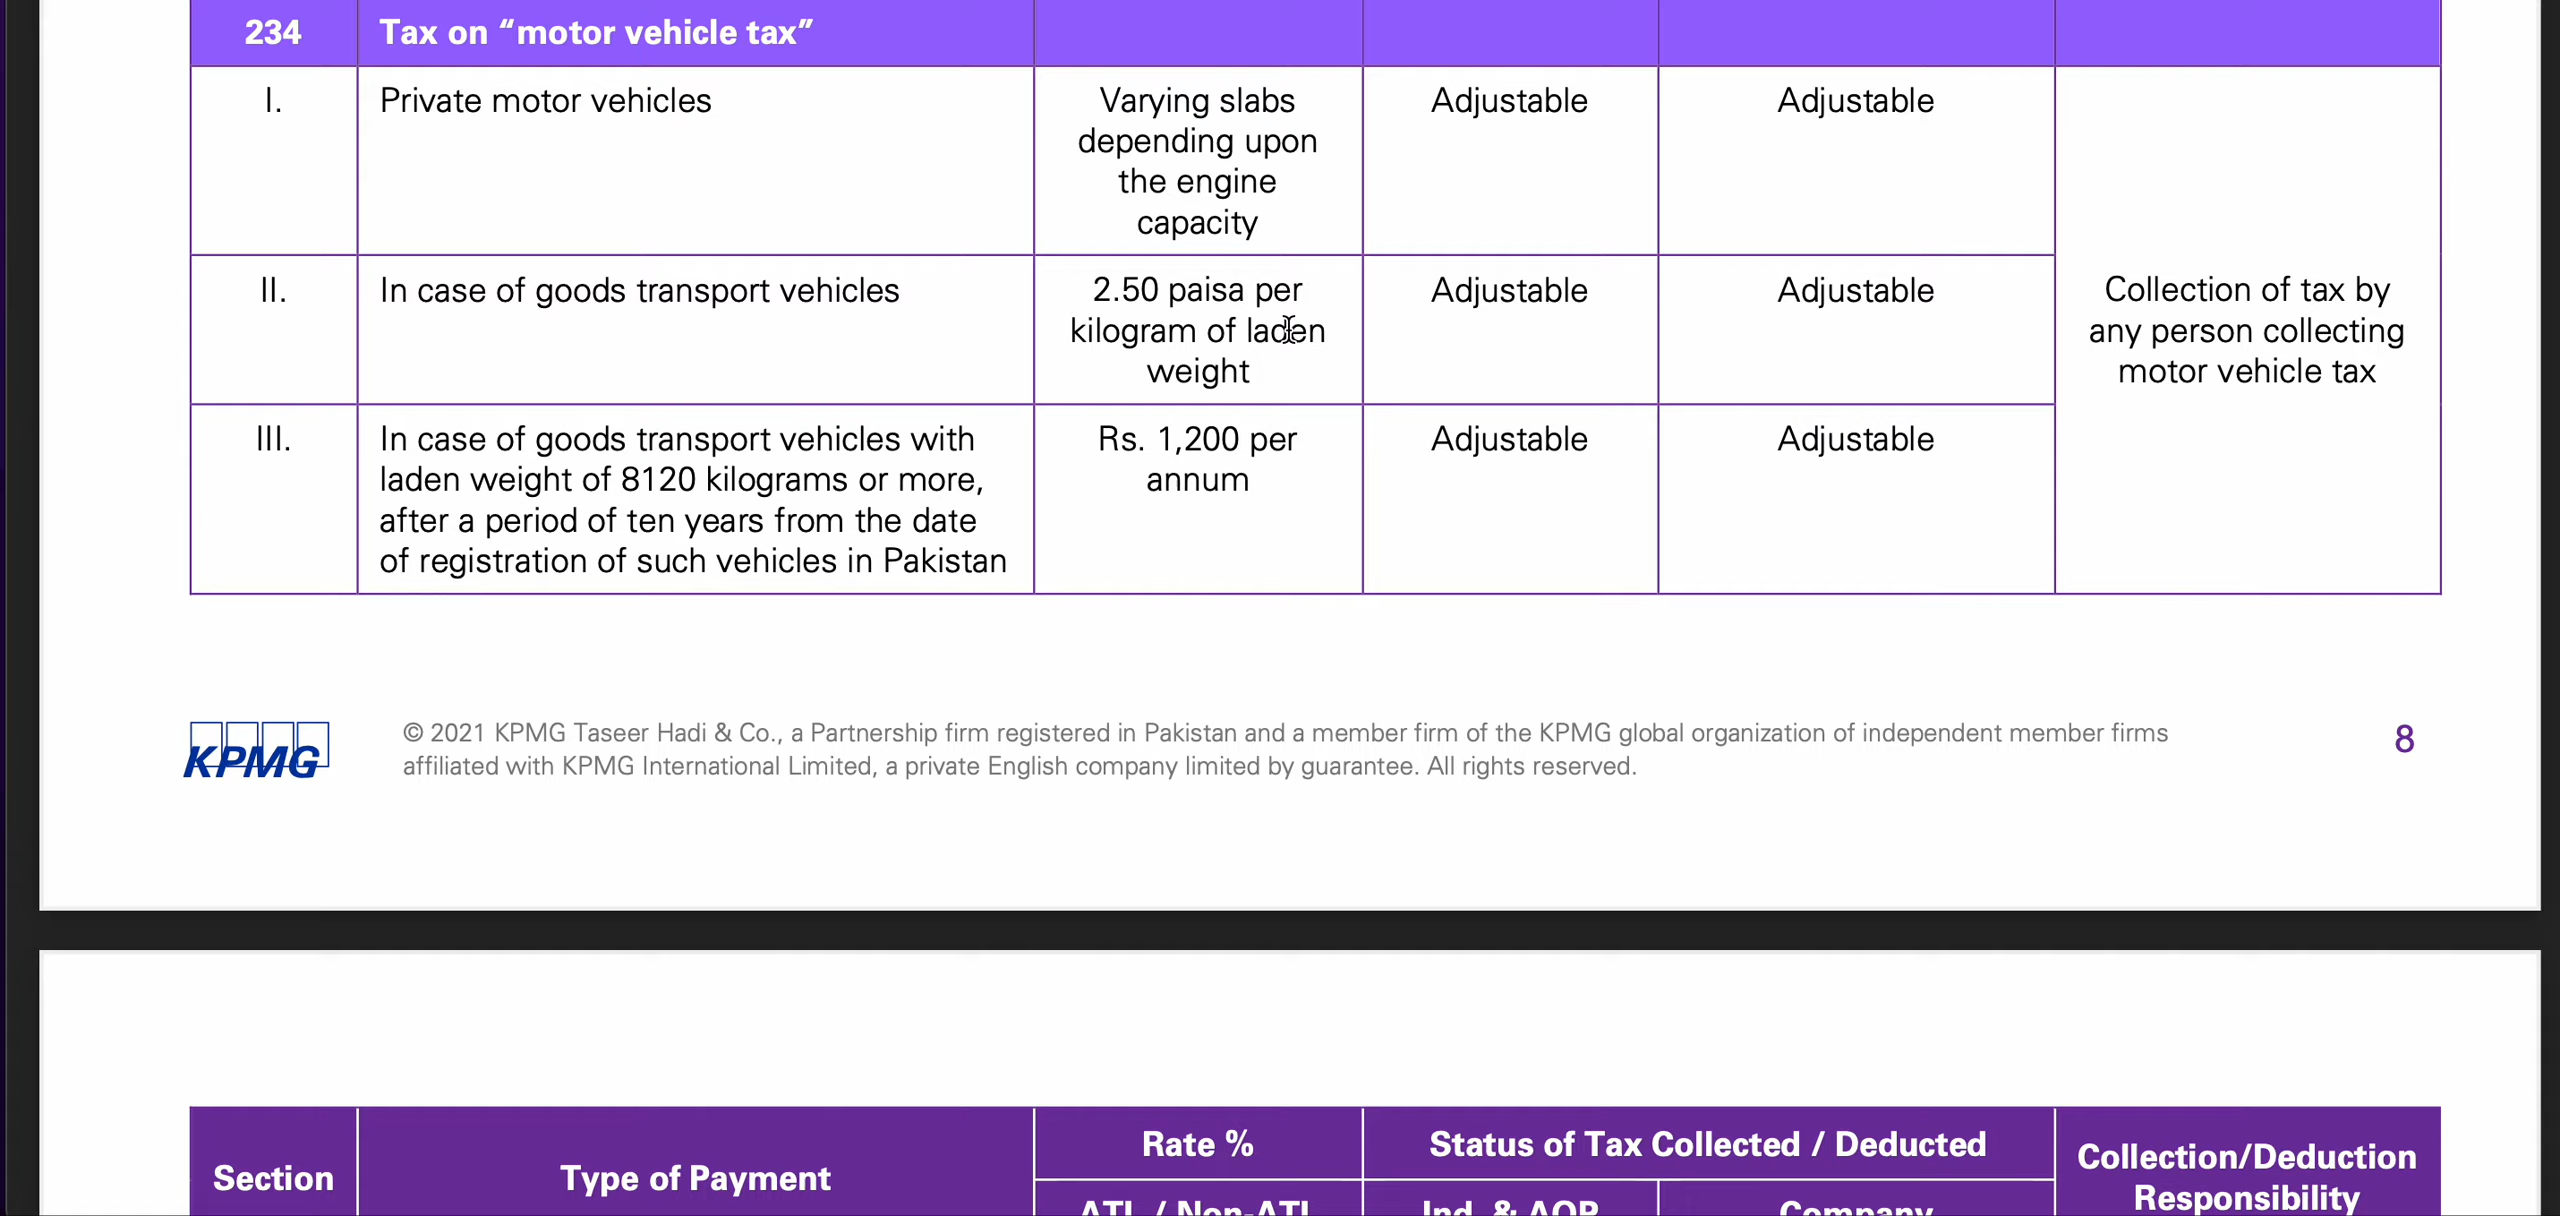 234 Tax on “motor vehicle tax”
I. Private motor vehicles Varying slabs Adjustable Adjustable
depending upon
the engine
capacity
II. In case of goods transport vehicles 2.50 paisa per Adjustable Adjustable Collection of tax by
kilogram of laden any person collecting
weight motor vehicle tax
III. In case of goods transport vehicles with Rs. 1,200 per Adjustable Adjustable
laden weight of 8120 kilograms or more, annum
after a period of ten years from the date
of registration of such vehicles in Pakistan
KPMG © 2021 KPMG Taseer Hadi & Co., a Partnership firm registered in Pakistan and a member firm of the KPMG global organization of independent member firms 8
affiliated with KPMG International Limited, a private English company limited by guarantee. All rights reserved.
Section Type of Payment Rate % Status of Tax Collected / Deducted Collection/Deduction
Responsibility
ATL / Non-ATL Ind. & AOP Company